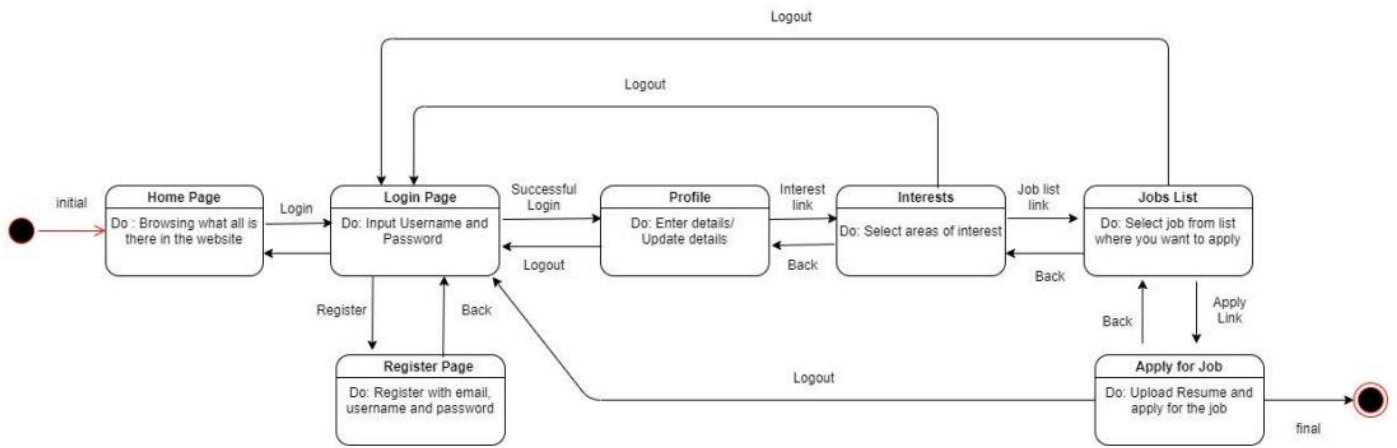 Logout
Logout
initial
Home Page
Do : Browsing what all is
there in the website
Login
Login Page
Do: Input Username and
Password
Successful
Login
Logout
Profile
Do: Enter details/
Update details
Interest
link
Back
Interests
Do: Select areas of interest
Job list
link
Back
Jobs List
Do: Select job from list
where you want to apply
Register
Back
Back
Apply
Link
Register Page
Do: Register with email,
username and password
Logout
Apply for Job
Do: Upload Resume and
apply for the job
final